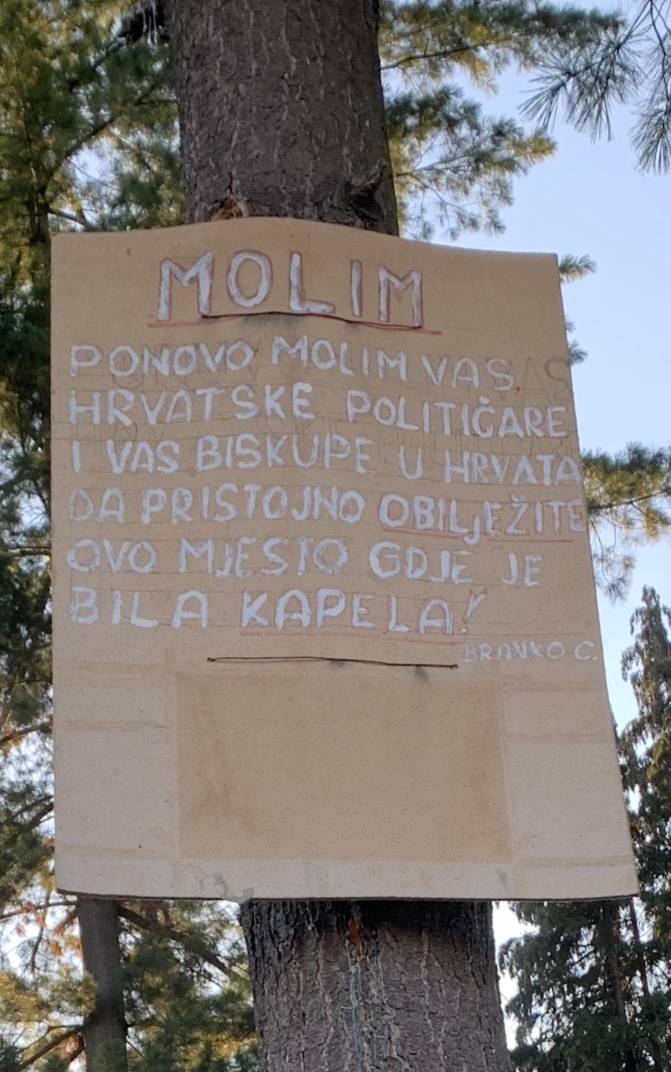 MOLIM
PONOVO MOLIM VAS
HRVATSKE POLITIČARE
I VAS BISKUPE U HRVATA
DA PRISTOJNO OBILJEŽITE
OVO MJESTO GDJE JE
BILA KAPELA!
BRANKO C.